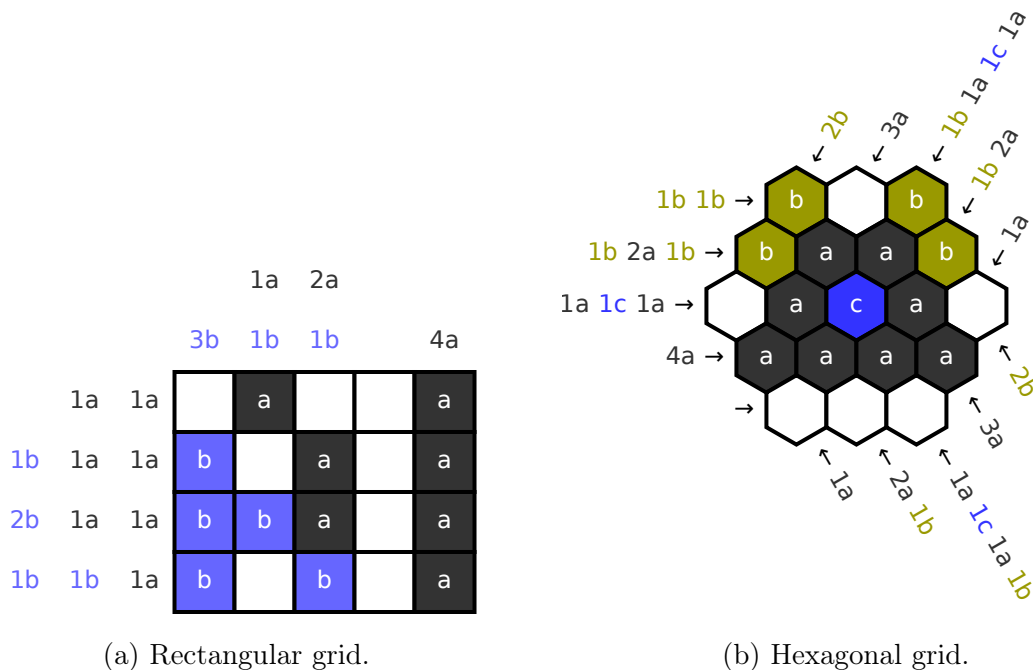 1a 2a
3b 1b 1b 4a
1a 1a a a
1b 1a 1a b a a
2b 1a 1a b b a a
1b 1b 1a b b a
(a) Rectangular grid.
2b
3a
1b 1a 1c 1a
1b 2a
1a
1b 1b → b b
1b 2a 1b → b a a b
1a 1c 1a → a c a
4a → a a a a
→
2b
3a
1a 1c 1a 1b
2a 1b
1a
(b) Hexagonal grid.